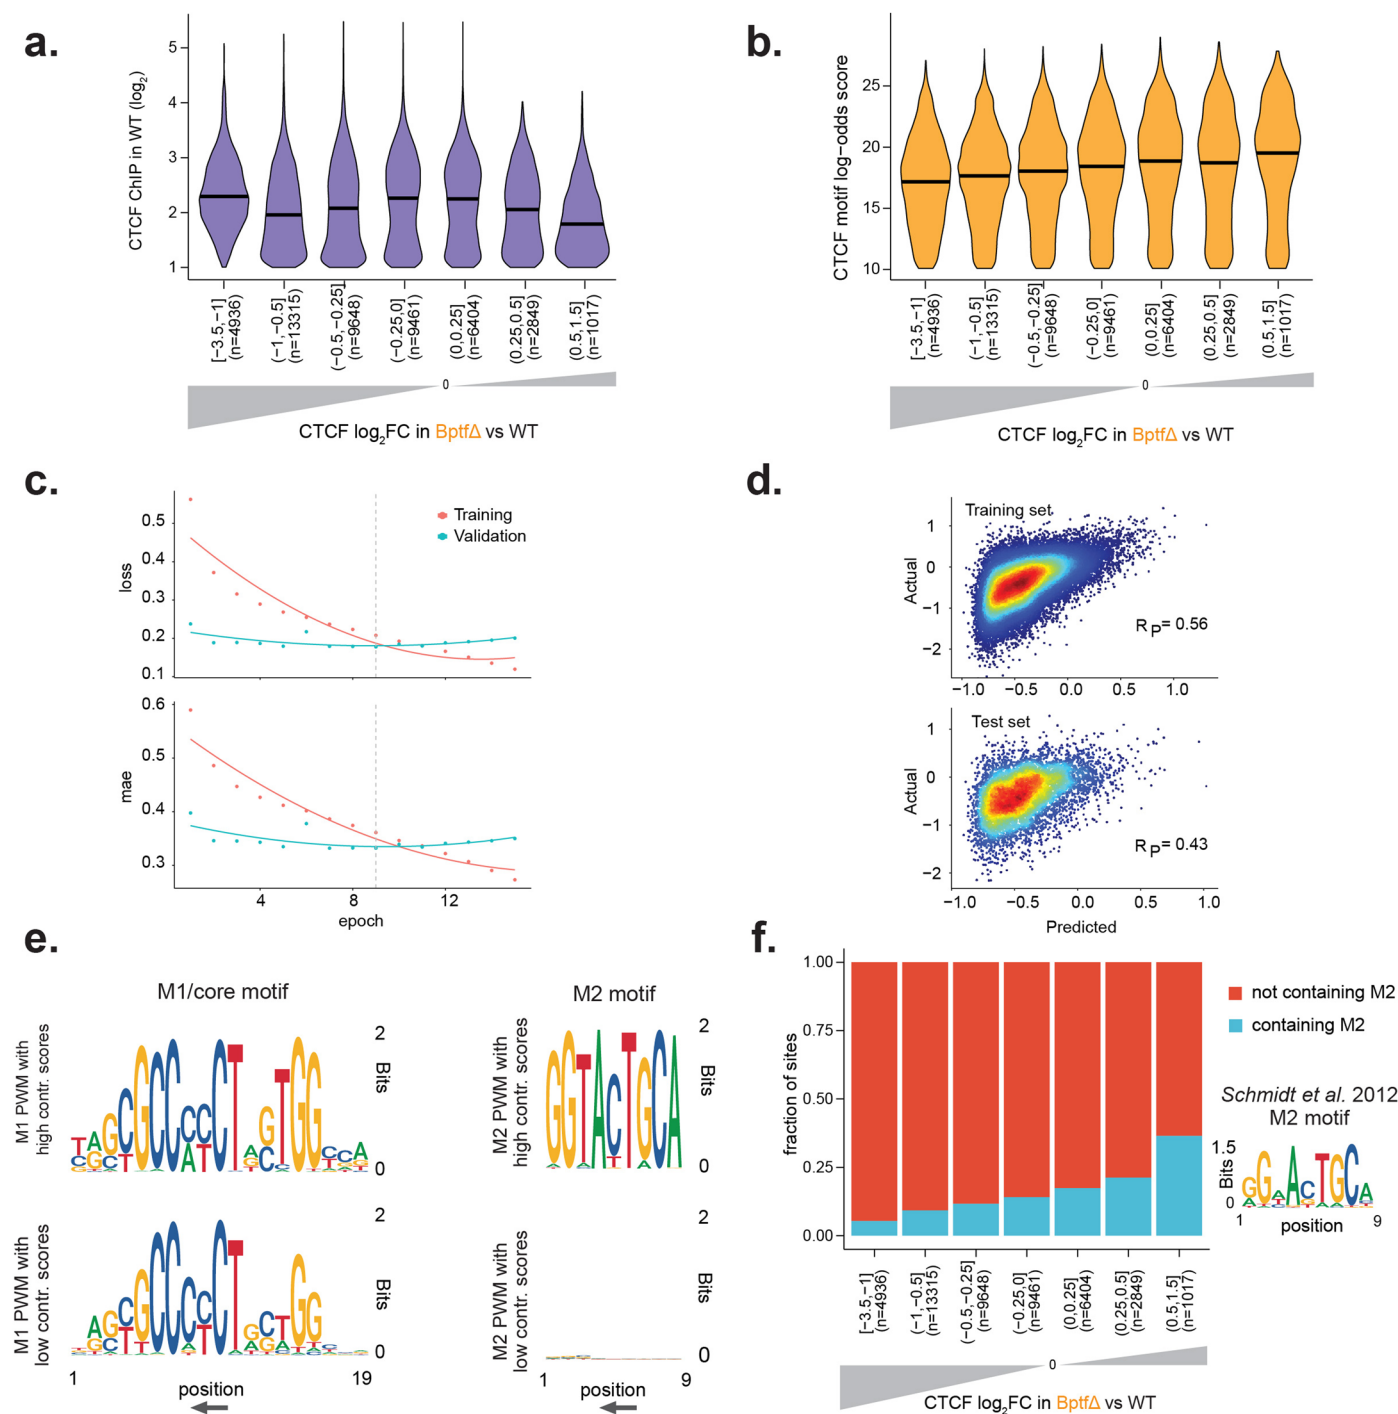 a.
CTCF ChIP in WT (log2)
5
4
3
2
1
[−3.5,−1]
(n=4936)
(−1,−0.5]
(n=13315)
(−0.5,−0.25]
(n=9648)
(−0.25,0]
(n=9461)
(0,0.25]
(n=6404)
(0.25,0.5]
(n=2849)
(0.5,1.5]
(n=1017)
0
CTCF log2FC in BptfΔ vs WT
b.
CTCF motif log−odds score
25
20
15
10
[−3.5,−1]
(n=4936)
(−1,−0.5]
(n=13315)
(−0.5,−0.25]
(n=9648)
(−0.25,0]
(n=9461)
(0,0.25]
(n=6404)
(0.25,0.5]
(n=2849)
(0.5,1.5]
(n=1017)
0
CTCF log2FC in BptfΔ vs WT
c.
loss
0.5
0.4
0.3
0.2
0.1
Training
Validation
mae
0.6
0.5
0.4
0.3
4 8 12
epoch
d.
Training set
Actual
1
0
−1
−2
RP= 0.56
−1.0 −0.5 0.0 0.5 1.0
Test set
Actual
1
0
−1
−2
RP= 0.43
−1.0 −0.5 0.0 0.5 1.0
Predicted
e.
M1/core motif
M1 PWM with
high contr. scores
2
Bits
0
M1 PWM with
low contr. scores
2
Bits
0
1 19
position
M2 motif
M2 PWM with
high contr. scores
GGTACTGCA
2
Bits
0
M2 PWM with
low contr. scores
2
Bits
0
1 9
position
f.
fraction of sites
1.00
0.75
0.50
0.25
0.00
[−3.5,−1]
(n=4936)
(−1,−0.5]
(n=13315)
(−0.5,−0.25]
(n=9648)
(−0.25,0]
(n=9461)
(0,0.25]
(n=6404)
(0.25,0.5]
(n=2849)
(0.5,1.5]
(n=1017)
0
CTCF log2FC in BptfΔ vs WT
not containing M2
containing M2
Schmidt et al. 2012
M2 motif
1.5
Bits
0
1 9
position